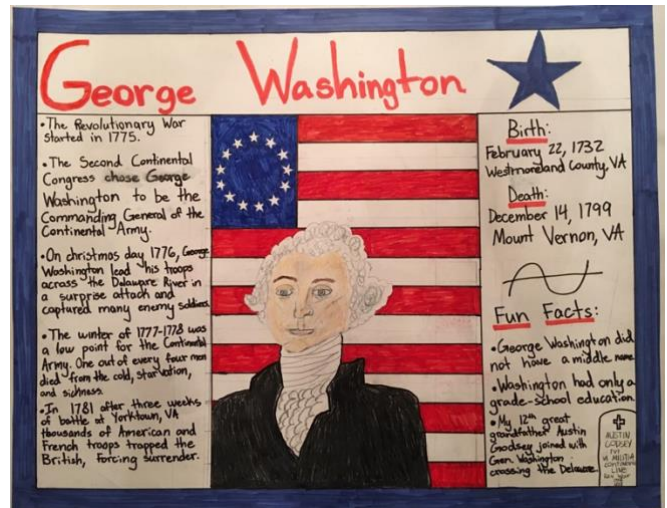 George Washington
•The Revolutionary War
started in 1775.
•The Second Continental
Congress chose George
Washington to be the
Commanding General of the
Continental Army.
•On christmas day 1776, George
Washington lead his troops
across the Delaware River in
a surprise attack and
captured many enemy soldiers
•The winter of 1777-1778 was
a low point for the Continental
Army. One out of every four men
died from the cold, starvation,
and sickness.
•In 1781 after three weeks
of battle at Yorktown, VA
thousands of American and
French troops trapped the
British, Forcing surrender.
Birth:
February 22, 1732
Westmoreland County, VA
Death:
December 14, 1799
Mount Vernon, VA
Fun Facts:
•George Washington did
not have a middle name
•Washington had only a
grade-school education.
•My 12th great
grandfather Austin
Goodsey joined with
Gen. Washington
crossing the Delaware
AUSTIN
VA MILITIA
CONTINENTAL
LINE